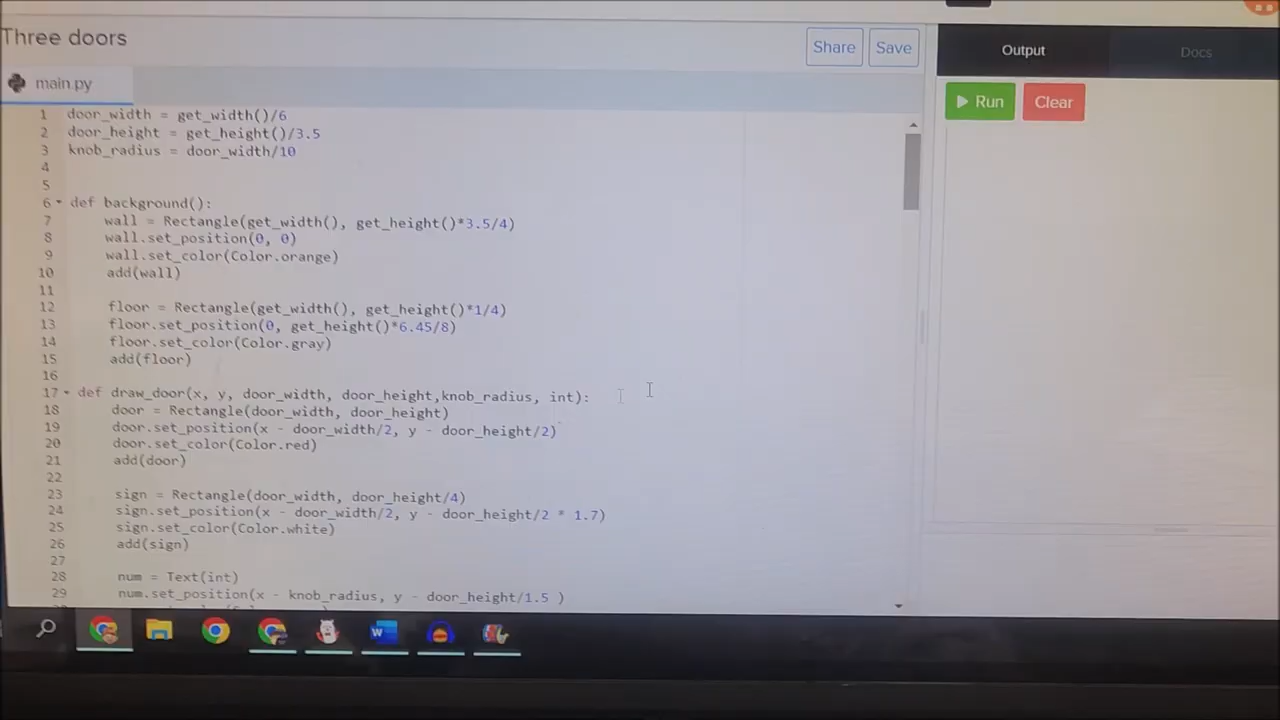 Three doors
Share
Save
Output
Docs
main.py
Run
Clear
1 door_width = get_width()/6
2 door_height = get_height()/3.5
3 knob_radius = door_width/10
4
5
6 def background():
7 wall = Rectangle(get_width(), get_height()*3.5/4)
8 wall.set_position(0, 0)
9 wall.set_color(Color.orange)
10 add(wall)
11
12 floor = Rectangle(get_width(), get_height()*1/4)
13 floor.set_position(0, get_height()*6.45/8)
14 floor.set_color(Color.gray)
15 add(floor)
16
17 def draw_door(x, y, door_width, door_height,knob_radius, int):
18 door = Rectangle(door_width, door_height)
19 door.set_position(x - door_width/2, y - door_height/2)
20 door.set_color(Color.red)
21 add(door)
22
23 sign = Rectangle(door_width, door_height/4)
24 sign.set_position(x - door_width/2, y - door_height/2 * 1.7)
25 sign.set_color(Color.white)
26 add(sign)
27
28 num = Text(int)
29 num.set_position(x - knob_radius, y - door_height/1.5 )